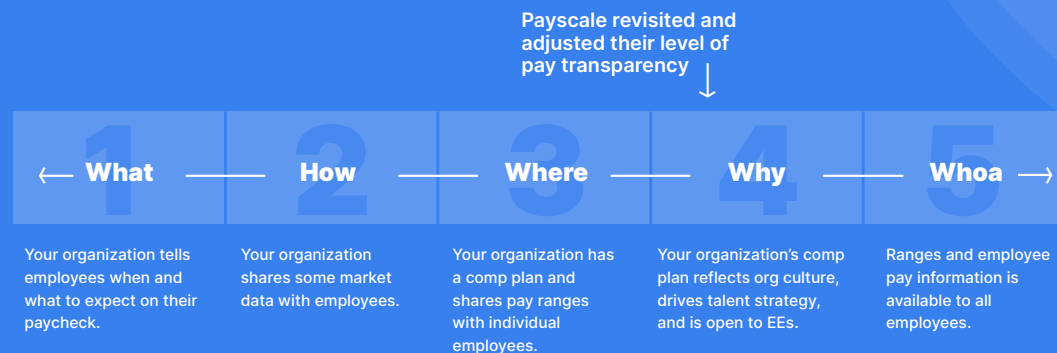 Payscale revisited and
adjusted their level of
pay transparency
1
What
2
How
3
Where
4
Why
5
Whoa
Your organization tells
employees when and
what to expect on their
paycheck.
Your organization
shares some market
data with employees.
Your organization has
a comp plan and
shares pay ranges
with individual
employees.
Your organization’s comp
plan reflects org culture,
drives talent strategy,
and is open to EEs.
Ranges and employee
pay information is
available to all
employees.